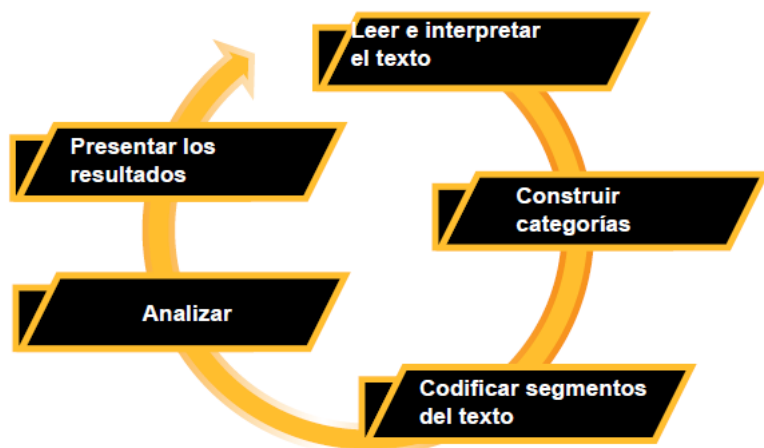 Leer e interpretar
el texto
Construir
categorías
Codificar segmentos
del texto
Analizar
Presentar los
resultados